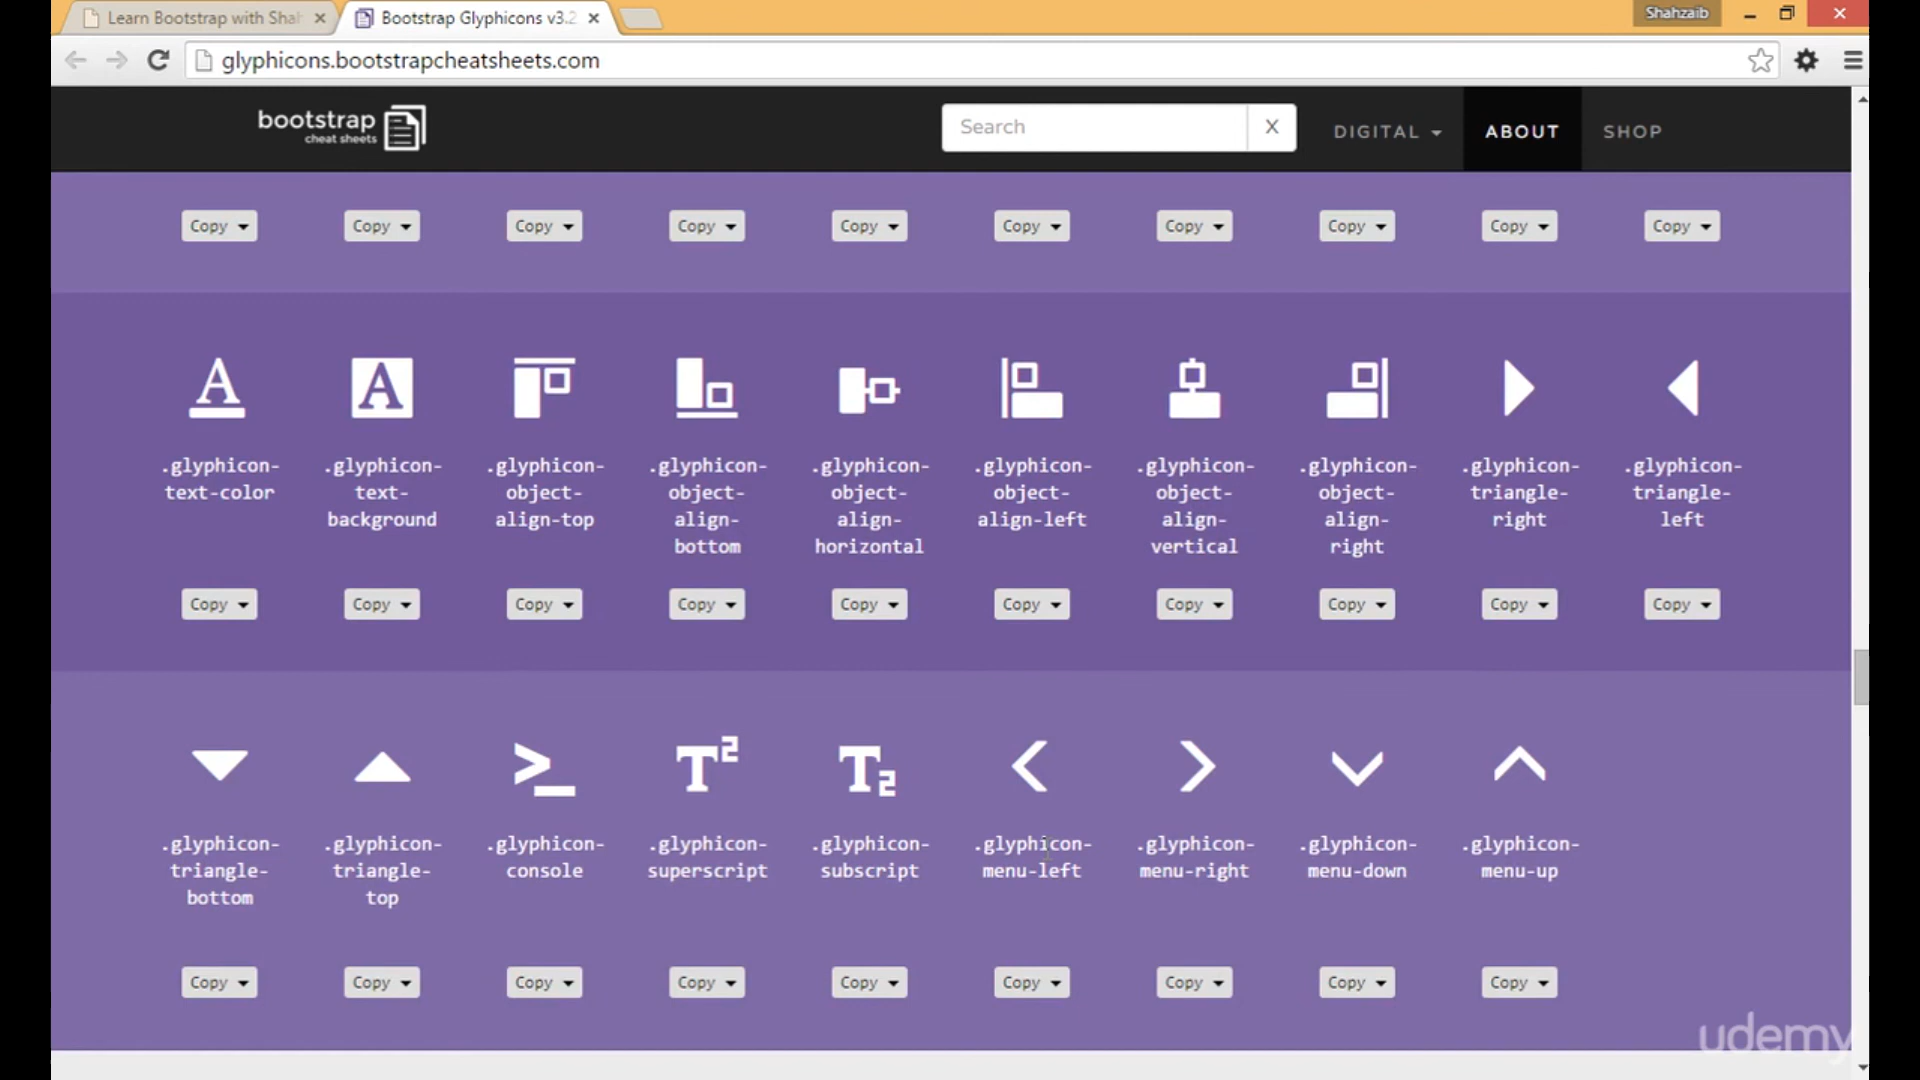 Learn Bootstrap with Shah
Bootstrap Glyphicons v3.2
Shahzaib
glyphicons.bootstrapcheatsheets.com
bootstrap
cheat sheets
Search
X
DIGITAL
ABOUT
SHOP
Copy Copy Copy Copy Copy Copy Copy Copy Copy Copy
A A
.glyphicon- .glyphicon- .glyphicon- .glyphicon- .glyphicon- .glyphicon- .glyphicon- .glyphicon- .glyphicon- .glyphicon-
text-color text- object- object- object- object- object- object- triangle- triangle-
background align-top align- align- align-left align- align- right left
bottom horizontal vertical right
Copy Copy Copy Copy Copy Copy Copy Copy Copy Copy
>_ T² T₂
.glyphicon- .glyphicon- .glyphicon- .glyphicon- .glyphicon- .glyphicon- .glyphicon- .glyphicon- .glyphicon-
triangle- triangle- console superscript subscript menu-left menu-right menu-down menu-up
bottom top
Copy Copy Copy Copy Copy Copy Copy Copy Copy
udemy